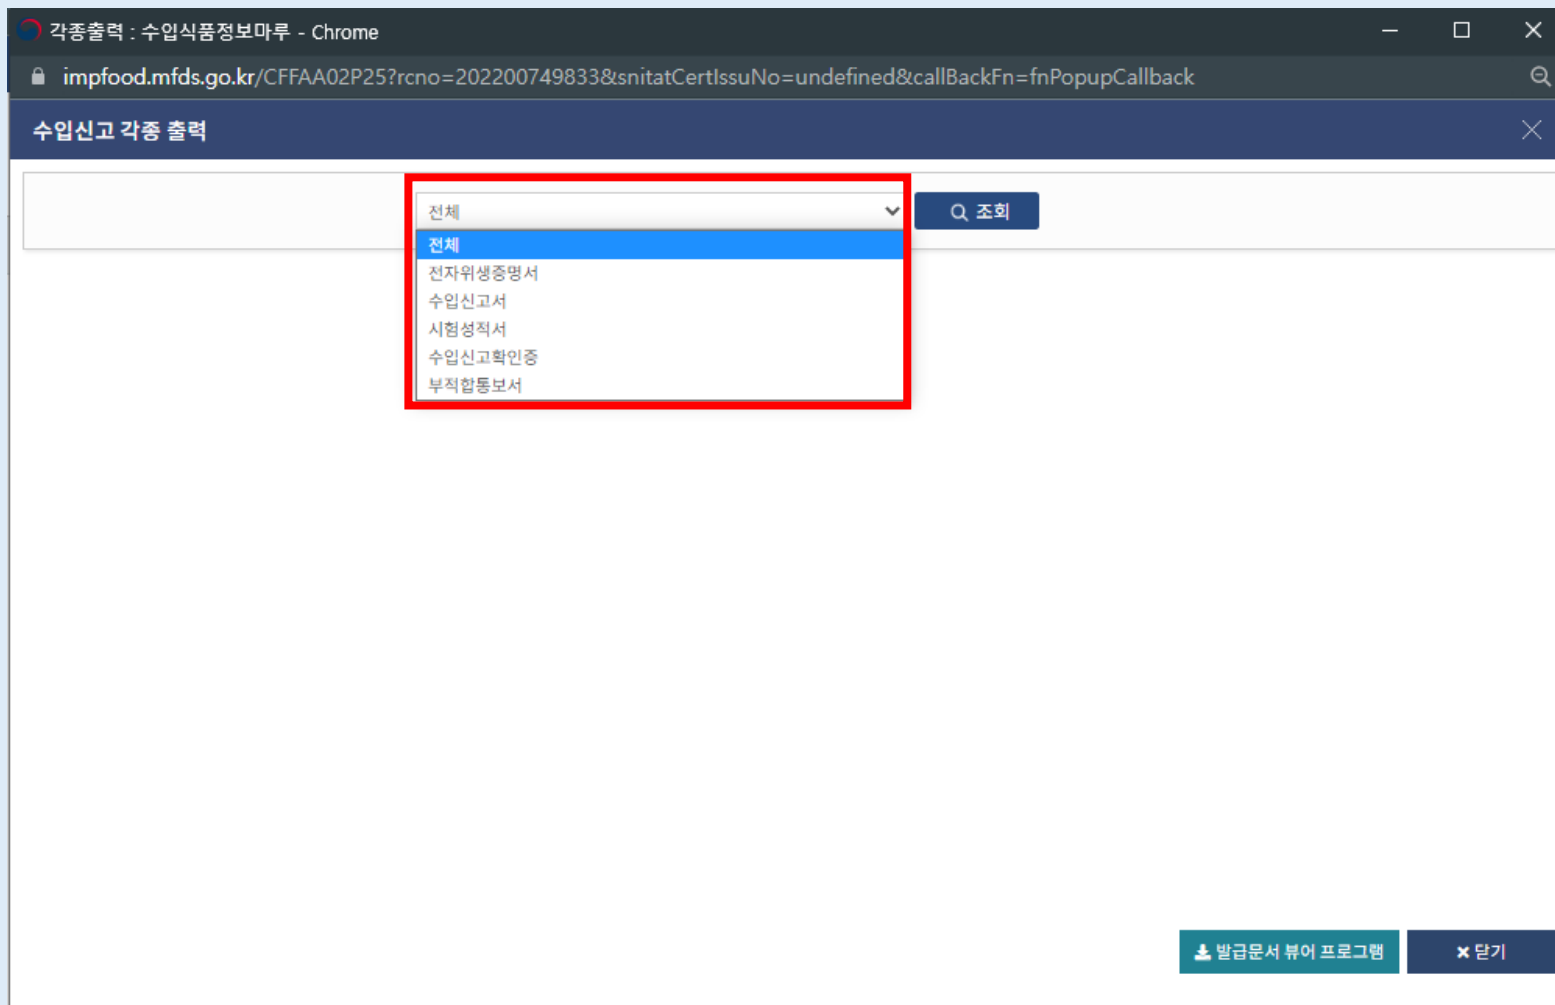 각종출력 : 수입식품정보마루 - Chrome
impfood.mfds.go.kr/CFFAA02P25?rcno=202200749833&snitatCertIssuNo=undefined&callBackFn=fnPopupCallback
수입신고 각종 출력
전체
조회
전체
전자위생증명서
수입신고서
시험성적서
수입신고확인증
부적합통보서
발급문서 뷰어 프로그램
닫기